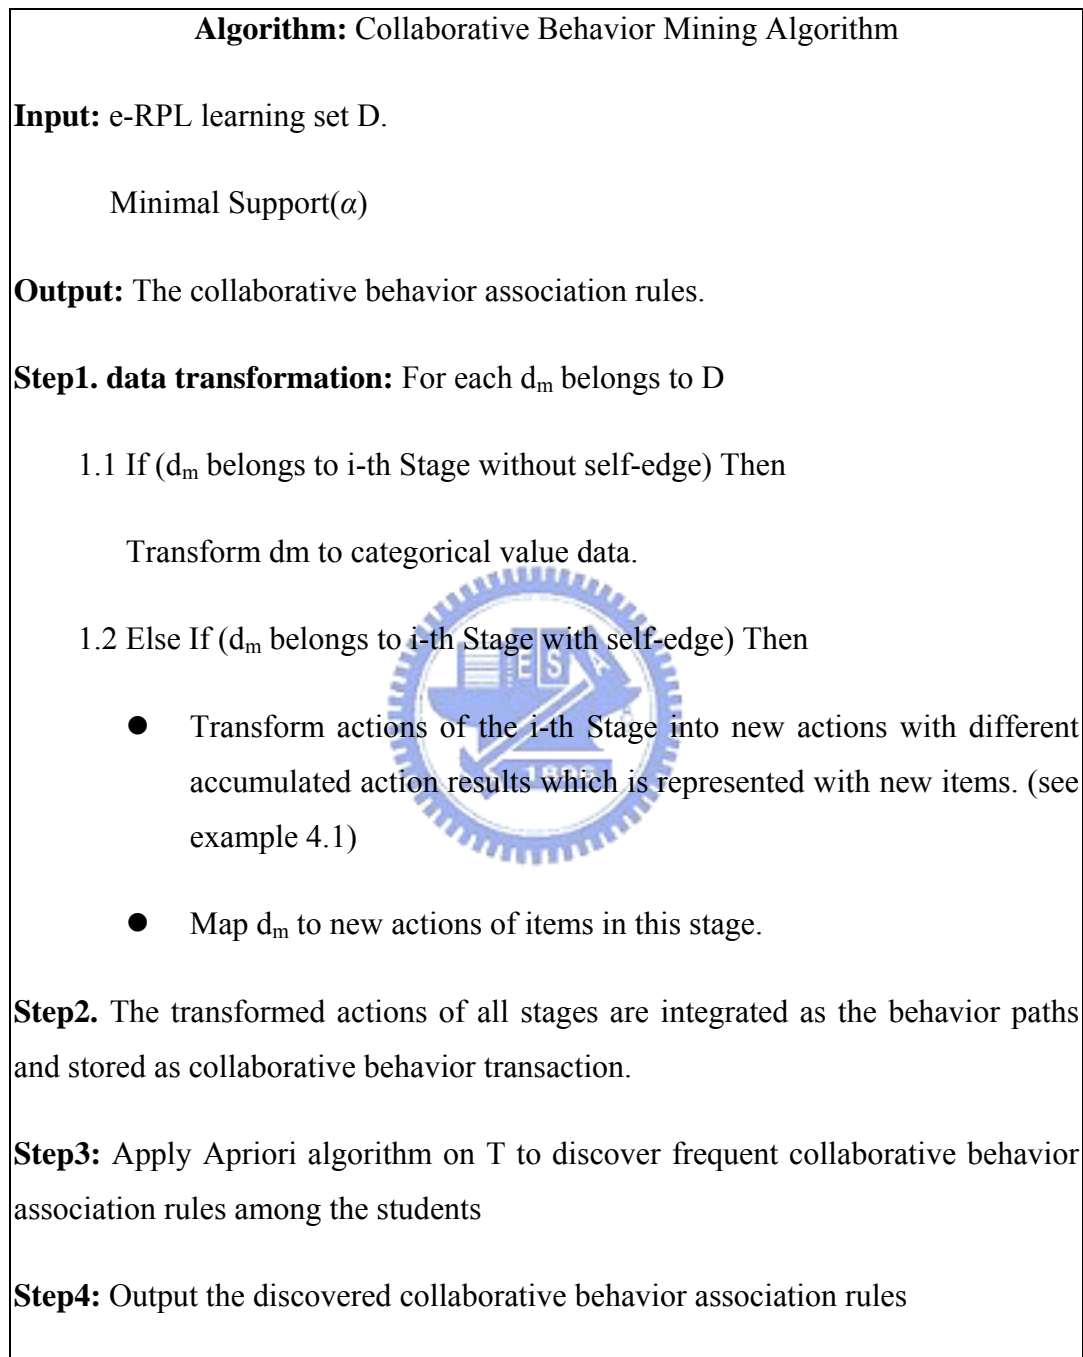 Algorithm: Collaborative Behavior Mining Algorithm
Input: e-RPL learning set D.
Minimal Support(α)
Output: The collaborative behavior association rules.
Step1. data transformation: For each dm belongs to D
1.1 If (dm belongs to i-th Stage without self-edge) Then
Transform dm to categorical value data.
1.2 Else If (dm belongs to i-th Stage with self-edge) Then
● Transform actions of the i-th Stage into new actions with different
accumulated action results which is represented with new items. (see
example 4.1)
● Map dm to new actions of items in this stage.
Step2. The transformed actions of all stages are integrated as the behavior paths
and stored as collaborative behavior transaction.
Step3: Apply Apriori algorithm on T to discover frequent collaborative behavior
association rules among the students
Step4: Output the discovered collaborative behavior association rules